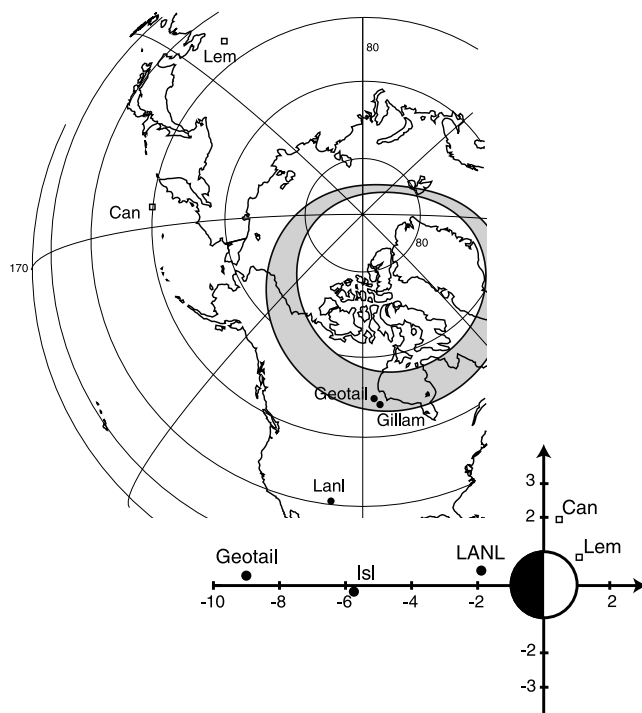 Lem
80
Can
80
170
Geotail
Gillam
Lanl
3
Can
2
Geotail
Isl
LANL
Lem
-10
-8
-6
-4
-2
2
-2
-3